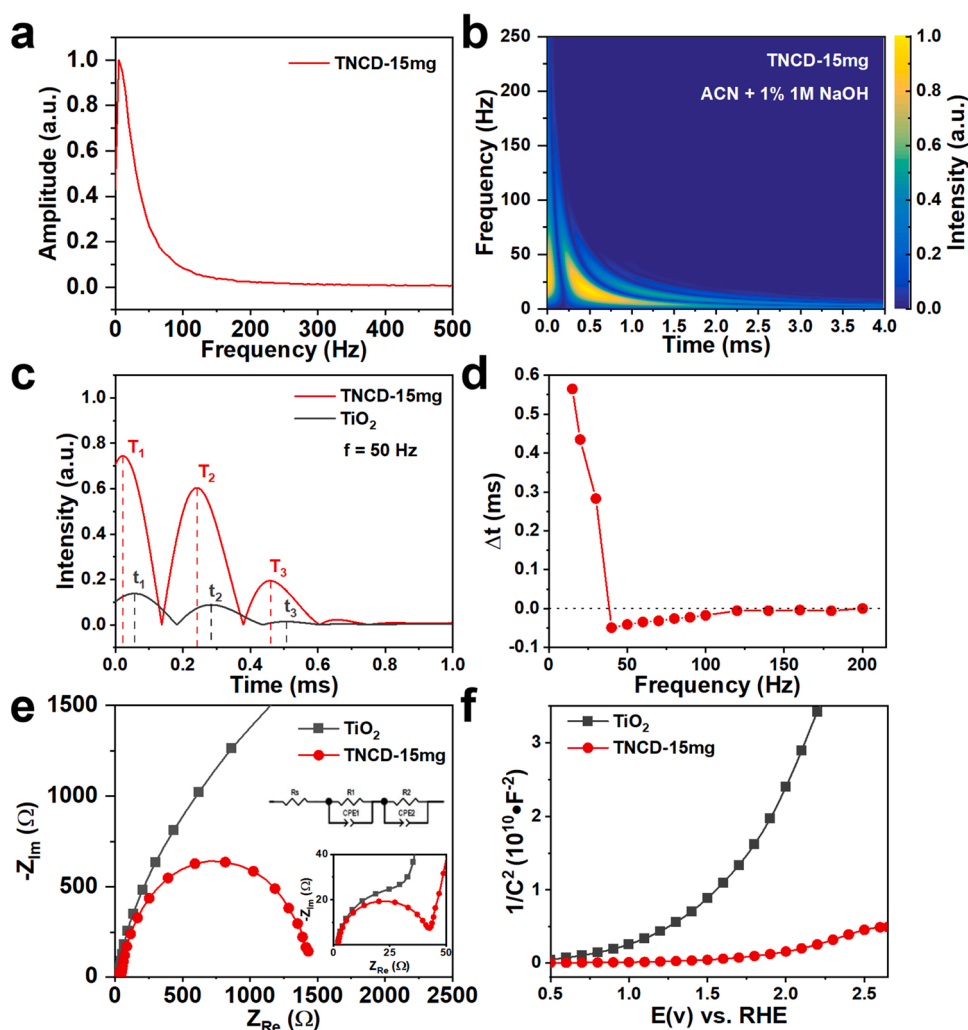 a
TNCD-15mg
Amplitude (a.u.)
1.0
0.8
0.6
0.4
0.2
0.0
0 100 200 300 400 500
Frequency (Hz)
b
TNCD-15mg
ACN + 1% 1M NaOH
Frequency (Hz)
250
200
150
100
50
0
0.0 0.5 1.0 1.5 2.0 2.5 3.0 3.5 4.0
Time (ms)
1.0
0.8
0.6
0.4
0.2
0.0
Intensity (a.u.)
c
TNCD-15mg
TiO2
f = 50 Hz
Intensity (a.u.)
1.0
0.8
0.6
0.4
0.2
0.0
T1
T2
T3
t1
t2
t3
0.0 0.2 0.4 0.6 0.8 1.0
Time (ms)
d
Δt (ms)
0.6
0.5
0.4
0.3
0.2
0.1
0.0
-0.1
0 50 100 150 200
Frequency (Hz)
e
TiO2
TNCD-15mg
-ZIm (Ω)
1500
1250
1000
750
500
250
0
Rs R1 R2
CPE1 CPE2
-ZIm (Ω)
40
20
0
0 25 50
ZRe (Ω)
0 500 1000 1500 2000 2500
ZRe (Ω)
f
TiO2
TNCD-15mg
1/C2 (1010•F-2)
3
2
1
0
0.5 1.0 1.5 2.0 2.5
E(v) vs. RHE